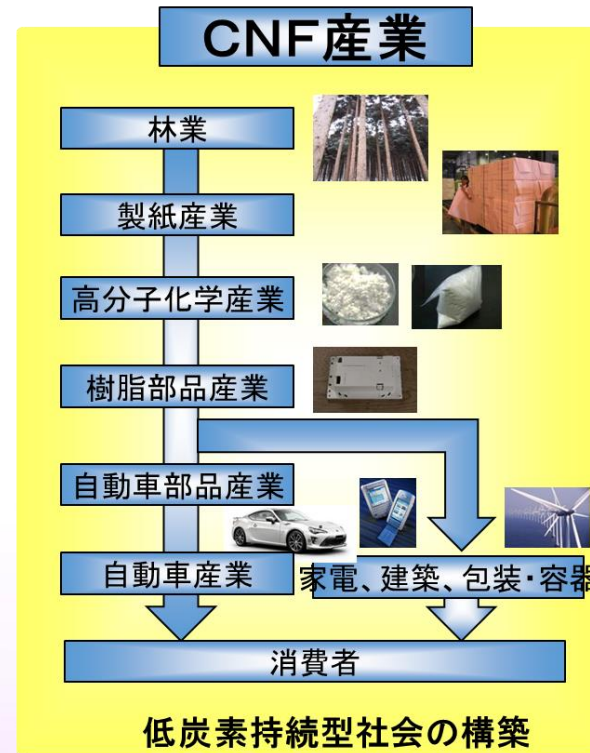 CNF産業
林業
製紙産業
高分子化学産業
樹脂部品産業
自動車部品産業
自動車産業
家電、建築、包装・容器
消費者
低炭素持続型社会の構築